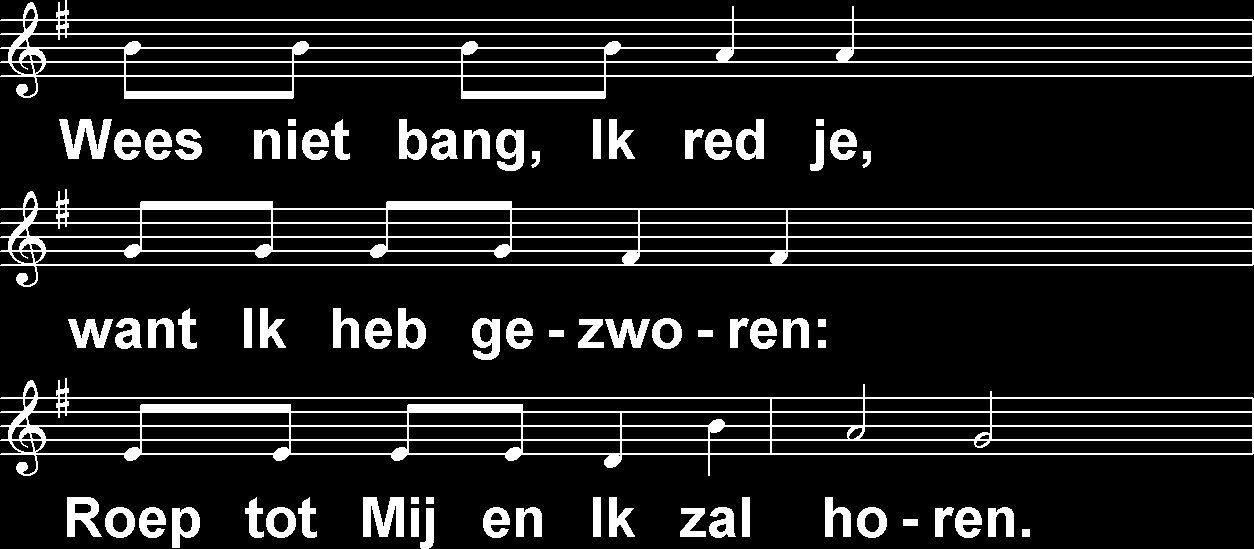 Wees niet bang, Ik red je,
want Ik heb ge - zwo - ren:
Roep tot Mij en Ik zal ho - ren.